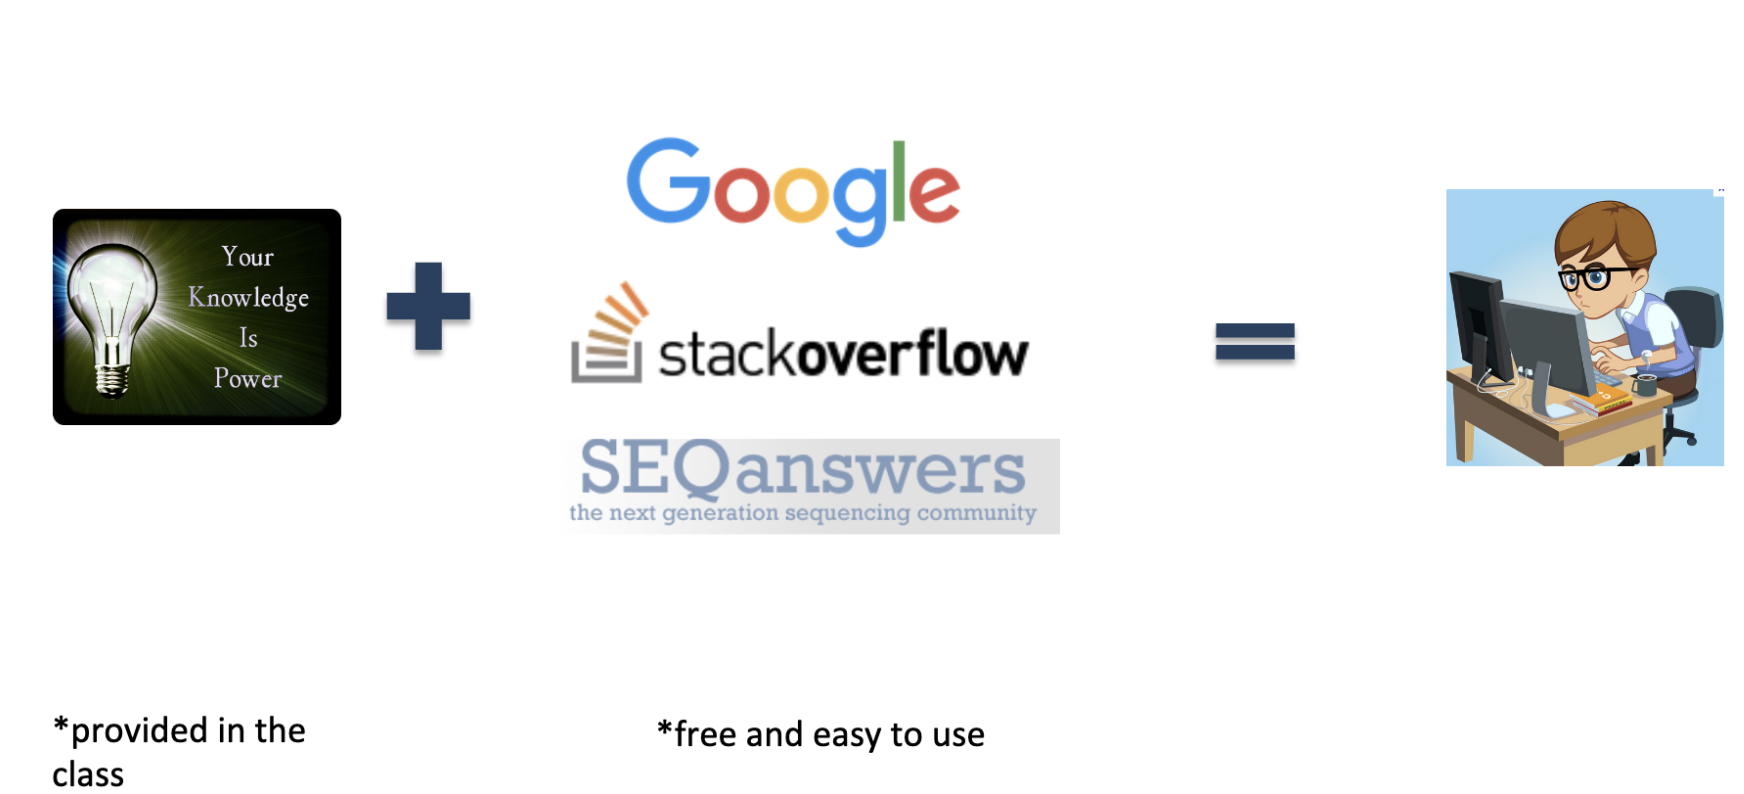 Your
Knowledge
Is
Power
Google
stackoverflow
SEQanswers
the next generation sequencing community
*provided in the
class
*free and easy to use